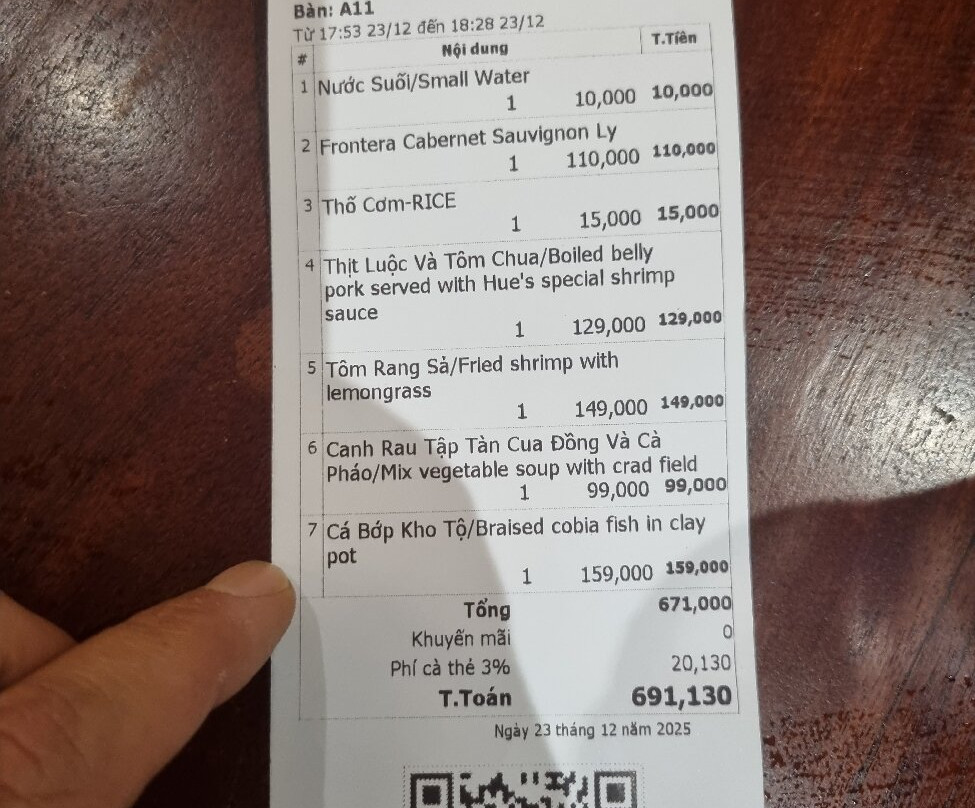 Bàn: A11
Từ 17:53 23/12 đến 18:28 23/12
# Nội dung T.Tiền
1 Nước Suối/Small Water
1 10,000 10,000
2 Frontera Cabernet Sauvignon Ly
1 110,000 110,000
3 Thố Cơm-RICE
1 15,000 15,000
4 Thịt Luộc Và Tôm Chua/Boiled belly
pork served with Hue's special shrimp
sauce
1 129,000 129,000
5 Tôm Rang Sả/Fried shrimp with
lemongrass
1 149,000 149,000
6 Canh Rau Tập Tàn Cua Đồng Và Cà
Pháo/Mix vegetable soup with crad field
1 99,000 99,000
7 Cá Bớp Kho Tộ/Braised cobia fish in clay
pot
1 159,000 159,000
Tổng 671,000
Khuyến mãi 0
Phí cà thẻ 3% 20,130
T.Toán 691,130
Ngày 23 tháng 12 năm 2025